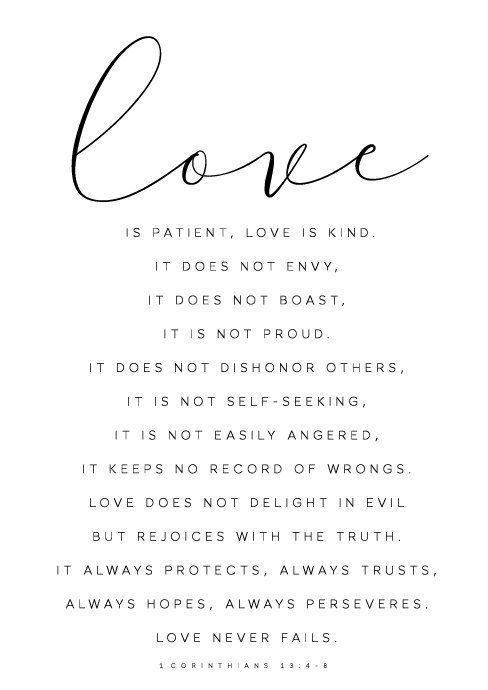 love
IS PATIENT, LOVE IS KIND.
IT DOES NOT ENVY,
IT DOES NOT BOAST,
IT IS NOT PROUD.
IT DOES NOT DISHONOR OTHERS,
IT IS NOT SELF-SEEKING,
IT IS NOT EASILY ANGERED,
IT KEEPS NO RECORD OF WRONGS.
LOVE DOES NOT DELIGHT IN EVIL
BUT REJOICES WITH THE TRUTH.
IT ALWAYS PROTECTS, ALWAYS TRUSTS,
ALWAYS HOPES, ALWAYS PERSEVERES.
LOVE NEVER FAILS.
1 CORINTHIANS 13:4-8